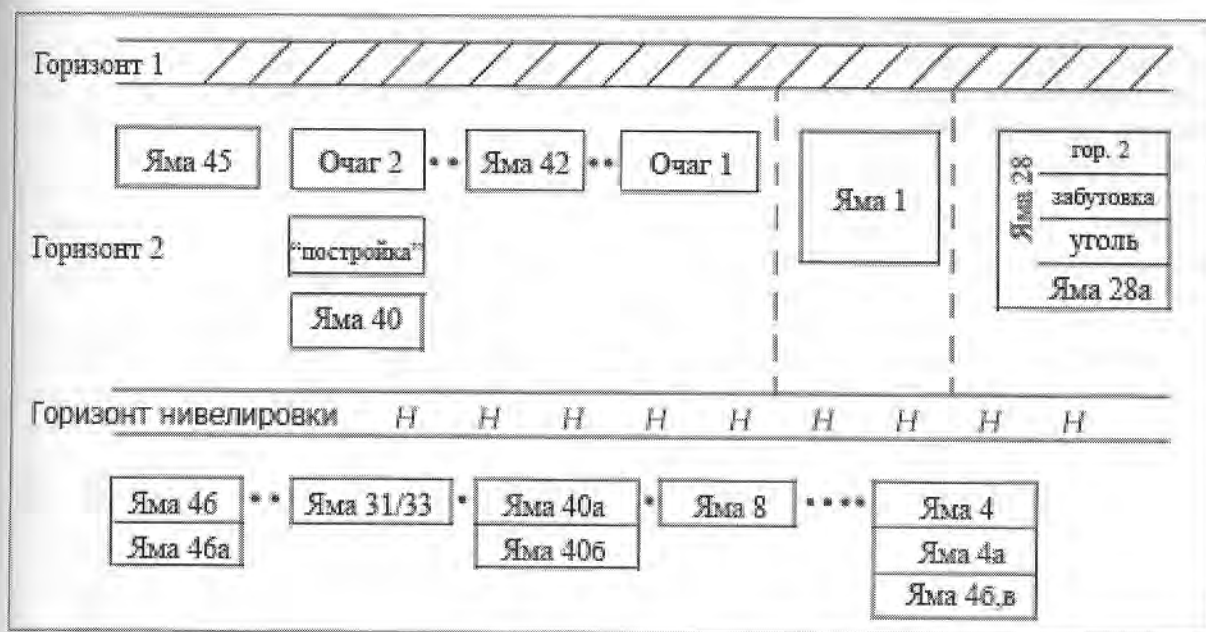 Горизонт 1
Яма 45
Очаг 2
Яма 42
Очаг 1
Яма 1
Яма 28
гор. 2
забутовка
уголь
Яма 28а
Горизонт 2
“постройка”
Яма 40
Горизонт нивелировки Н Н Н Н Н Н Н Н Н
Яма 46
Яма 46а
Яма 31/33
Яма 40а
Яма 40б
Яма 8
Яма 4
Яма 4а
Яма 4б,в